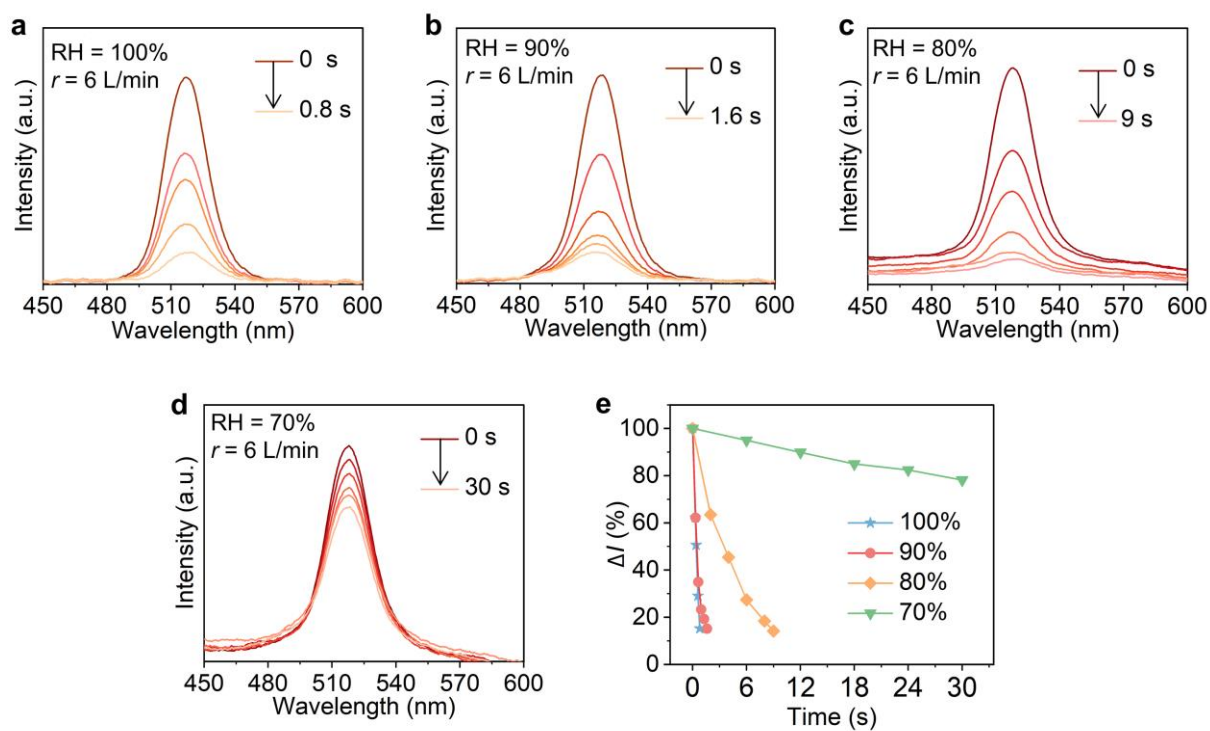 a
RH = 100%
r = 6 L/min
0 s
0.8 s
Intensity (a.u.)
450 480 510 540 570 600
Wavelength (nm)
b
RH = 90%
r = 6 L/min
0 s
1.6 s
Intensity (a.u.)
450 480 510 540 570 600
Wavelength (nm)
c
RH = 80%
r = 6 L/min
0 s
9 s
Intensity (a.u.)
450 480 510 540 570 600
Wavelength (nm)
d
RH = 70%
r = 6 L/min
0 s
30 s
Intensity (a.u.)
450 480 510 540 570 600
Wavelength (nm)
e
100
80
60
40
20
0
ΔI (%)
100%
90%
80%
70%
0 6 12 18 24 30
Time (s)